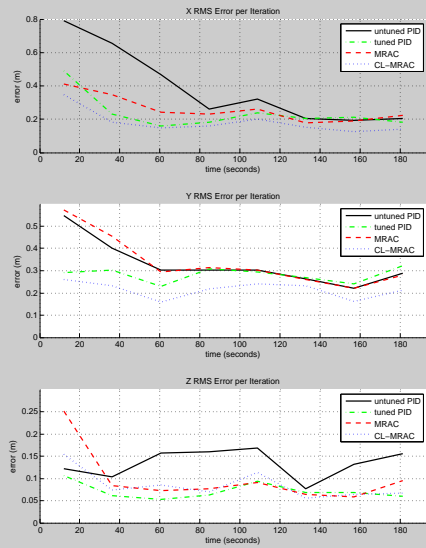 X RMS Error per Iteration
0.8
0.6
0.4
0.2
0
error (m)
untuned PID
tuned PID
MRAC
CL-MRAC
0 20 40 60 80 100 120 140 160 180
time (seconds)
Y RMS Error per Iteration
0.5
0.4
0.3
0.2
0.1
0
error (m)
untuned PID
tuned PID
MRAC
CL-MRAC
0 20 40 60 80 100 120 140 160 180
time (seconds)
Z RMS Error per Iteration
0.25
0.2
0.15
0.1
0.05
0
error (m)
untuned PID
tuned PID
MRAC
CL-MRAC
0 20 40 60 80 100 120 140 160 180
time (seconds)